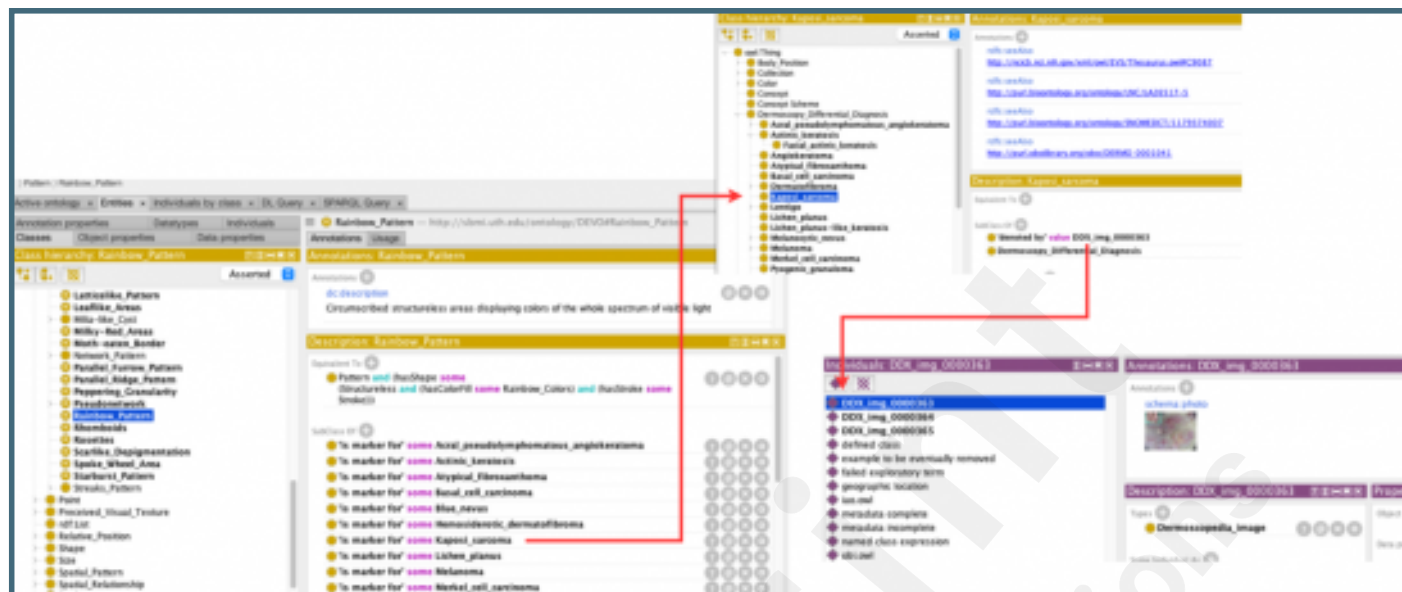 Pattern › Rainbow_Pattern
Active ontology × Entities × Individuals by class × DL Query × SPARQL Query ×
Annotation properties Datatypes Individuals
Classes Object properties Data properties
Class hierarchy: Rainbow_Pattern
Asserted
Latticelike_Pattern
Leaflike_Areas
Milia-like_Cyst
Milky-Red_Areas
Moth-eaten_Border
Network_Pattern
Parallel_Furrow_Pattern
Parallel_Ridge_Pattern
Peppering_Granularity
Pseudonetwork
Rainbow_Pattern
Rhomboids
Rosettes
Scarlike_Depigmentation
Spoke_Wheel_Area
Starburst_Pattern
Streaks_Pattern
Point
Perceived_Visual_Texture
rdf:List
Relative_Position
Shape
Size
Spatial_Pattern
Spatial_Relationship
Rainbow_Pattern
Annotations Usage
Annotations: Rainbow_Pattern
Annotations
dc:description
Circumscribed structureless areas displaying colors of the whole spectrum of visible light
Description: Rainbow_Pattern
Equivalent To
Pattern and (hasShape some
(Structureless and (hasColorFill some Rainbow_Colors) and (hasStroke some
Stroke)))
SubClass Of
'is marker for' some Acral_pseudolymphomatous_angiokeratoma
'is marker for' some Actinic_keratosis
'is marker for' some Atypical_fibroxanthoma
'is marker for' some Basal_cell_carcinoma
'is marker for' some Blue_nevus
'is marker for' some Hemosiderotic_dermatofibroma
'is marker for' some Kaposi_sarcoma
'is marker for' some Lichen_planus
'is marker for' some Melanoma
'is marker for' some Merkel_cell_carcinoma
Class hierarchy: Kaposi_sarcoma
Asserted
owl:Thing
Body_Position
Collection
Color
Concept
Concept Scheme
Dermoscopy_Differential_Diagnosis
Acral_pseudolymphomatous_angiokeratoma
Actinic_keratosis
Facial_actinic_keratosis
Angiokeratoma
Atypical_fibroxanthoma
Basal_cell_carcinoma
Dermatofibroma
Kaposi_sarcoma
Lentigo
Lichen_planus
Lichen_planus-like_keratosis
Melanocytic_nevus
Melanoma
Merkel_cell_carcinoma
Pyogenic_granuloma
Annotations: Kaposi_sarcoma
Annotations
rdfs:seeAlso
rdfs:seeAlso
rdfs:seeAlso
rdfs:seeAlso
Description: Kaposi_sarcoma
Equivalent To
SubClass Of
'denoted by' value DDX_img_0000363
Dermoscopy_Differential_Diagnosis
Individuals: DDX_img_0000363
DDX_img_0000363
DDX_img_0000364
DDX_img_0000365
defined class
example to be eventually removed
failed exploratory term
geographic location
iao.owl
metadata complete
metadata incomplete
named class expression
obi.owl
Annotations: DDX_img_0000363
Annotations
schema:photo
Description: DDX_img_0000363
Types
Dermoscopedia_image